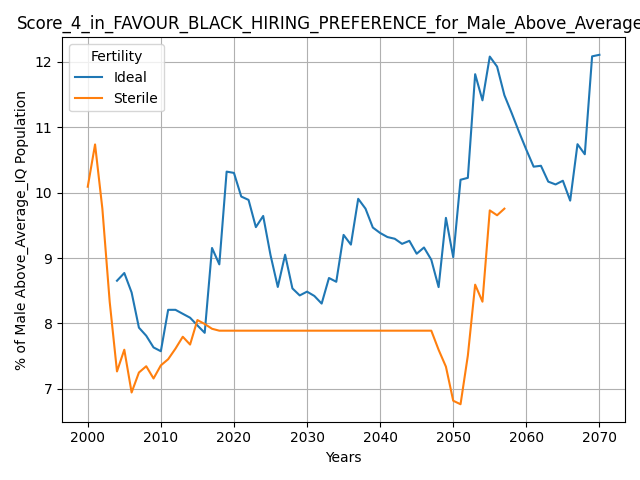 Score_4_in_FAVOUR_BLACK_HIRING_PREFERENCE_for_Male_Above_Average
Fertility
Ideal
Sterile
% of Male Above_Average_IQ Population
12
11
10
9
8
7
2000 2010 2020 2030 2040 2050 2060 2070
Years